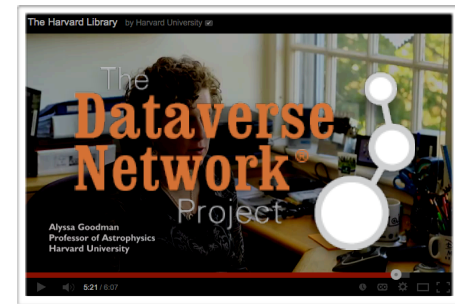 The Harvard Library by Harvard University
The
Dataverse
Network®
Project
Alyssa Goodman
Professor of Astrophysics
Harvard University
5:21 / 6:07
CC